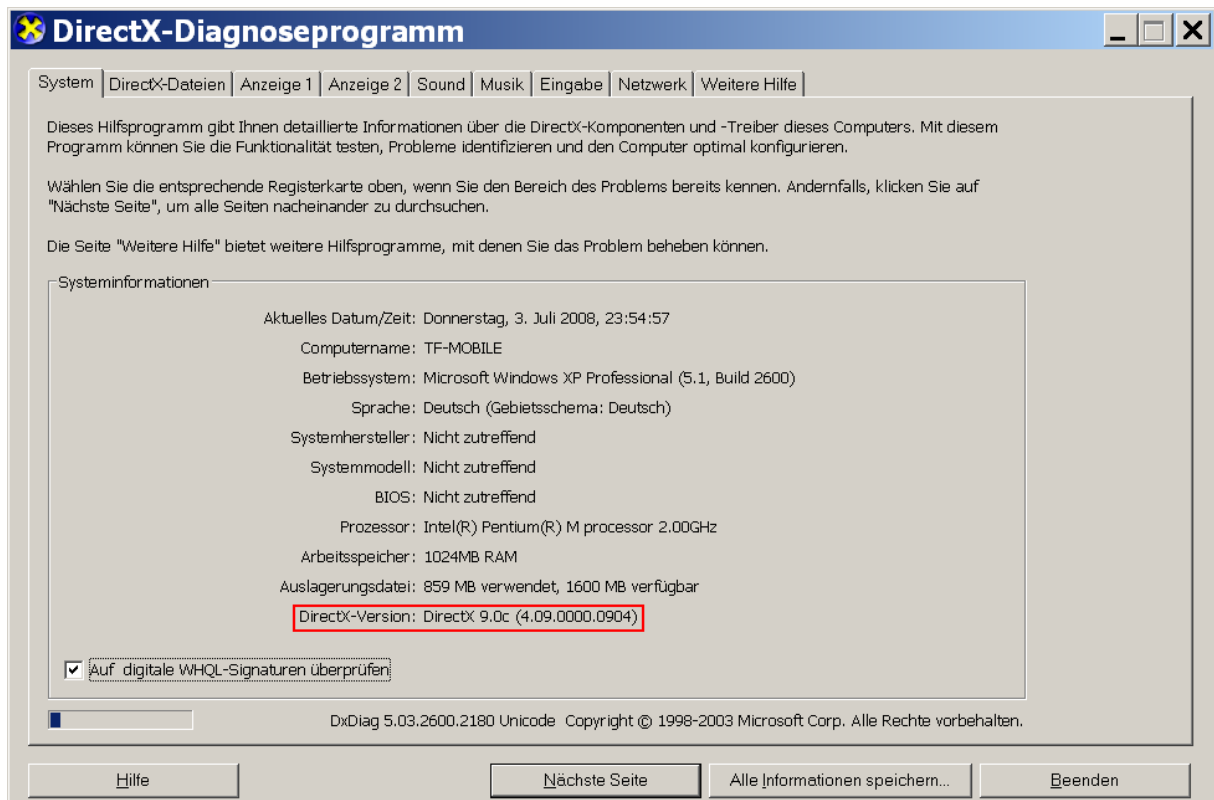 DirectX-Diagnoseprogramm
System DirectX-Dateien Anzeige 1 Anzeige 2 Sound Musik Eingabe Netzwerk Weitere Hilfe
Dieses Hilfsprogramm gibt Ihnen detaillierte Informationen über die DirectX-Komponenten und -Treiber dieses Computers. Mit diesem
Programm können Sie die Funktionalität testen, Probleme identifizieren und den Computer optimal konfigurieren.
Wählen Sie die entsprechende Registerkarte oben, wenn Sie den Bereich des Problems bereits kennen. Andernfalls, klicken Sie auf
"Nächste Seite", um alle Seiten nacheinander zu durchsuchen.
Die Seite "Weitere Hilfe" bietet weitere Hilfsprogramme, mit denen Sie das Problem beheben können.
Systeminformationen
Aktuelles Datum/Zeit: Donnerstag, 3. Juli 2008, 23:54:57
Computername: TF-MOBILE
Betriebssystem: Microsoft Windows XP Professional (5.1, Build 2600)
Sprache: Deutsch (Gebietsschema: Deutsch)
Systemhersteller: Nicht zutreffend
Systemmodell: Nicht zutreffend
BIOS: Nicht zutreffend
Prozessor: Intel(R) Pentium(R) M processor 2.00GHz
Arbeitsspeicher: 1024MB RAM
Auslagerungsdatei: 859 MB verwendet, 1600 MB verfügbar
DirectX-Version: DirectX 9.0c (4.09.0000.0904)
Auf digitale WHQL-Signaturen überprüfen
DxDiag 5.03.2600.2180 Unicode Copyright © 1998-2003 Microsoft Corp. Alle Rechte vorbehalten.
Hilfe Nächste Seite Alle Informationen speichern... Beenden